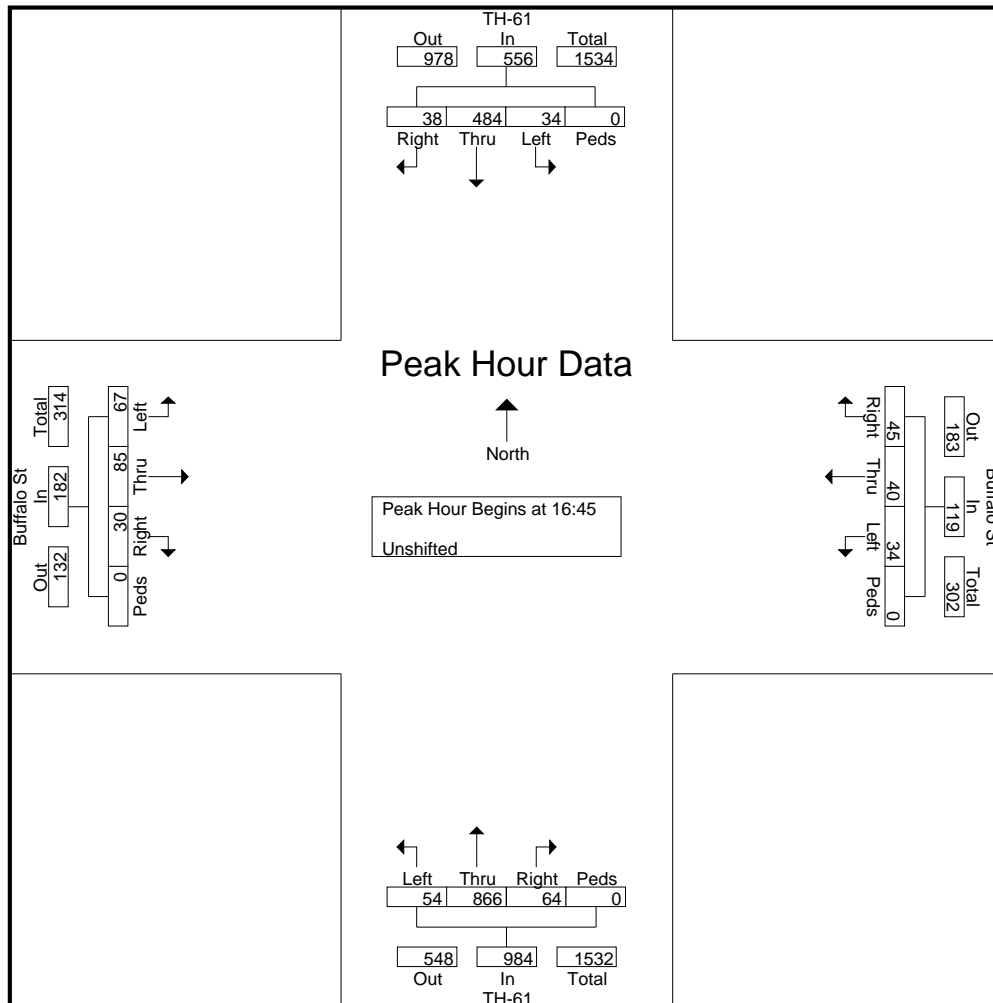 TH-61
Out In Total
978 556 1534
38 484 34 0
Right Thru Left Peds
Peak Hour Data
North
Peak Hour Begins at 16:45
Unshifted
Buffalo St
Total In Out
314 182 132
67 85 30 0
Left Thru Right Peds
Right Thru Left Peds
45 40 34 0
Out In Total
183 119 302
Buffalo St
Left Thru Right Peds
54 866 64 0
548 984 1532
Out In Total
TH-61